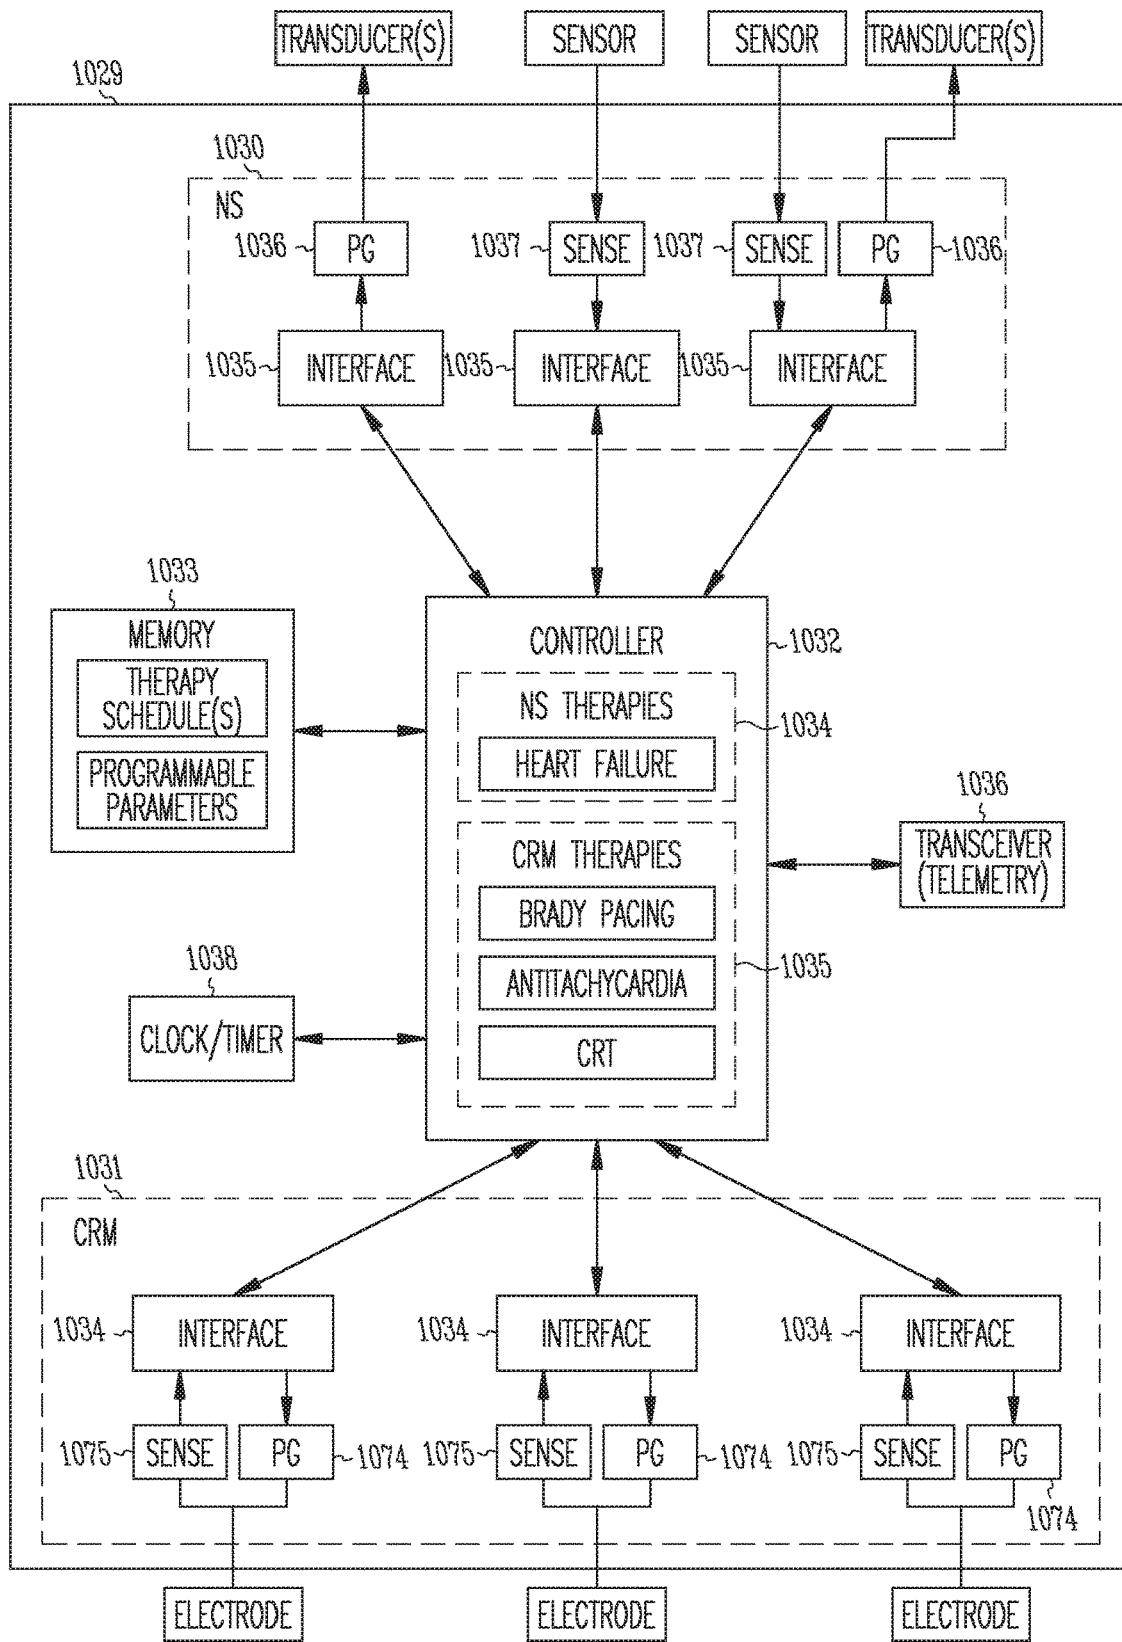 TRANSDUCER(S) SENSOR SENSOR TRANSDUCER(S)
1029
1030
NS
1036 PG 1037 SENSE 1037 SENSE PG 1036
1035 INTERFACE 1035 INTERFACE 1035 INTERFACE
1033
MEMORY
THERAPY
SCHEDULE(S)
PROGRAMMABLE
PARAMETERS
CONTROLLER 1032
NS THERAPIES 1034
HEART FAILURE
CRM THERAPIES
BRADY PACING
ANTITACHYCARDIA 1035
CRT
1036
TRANSCEIVER
(TELEMETRY)
1038
CLOCK/TIMER
1031
CRM
1034 INTERFACE 1034 INTERFACE 1034 INTERFACE
1075 SENSE PG 1074 1075 SENSE PG 1074 1075 SENSE PG
1074
ELECTRODE ELECTRODE ELECTRODE